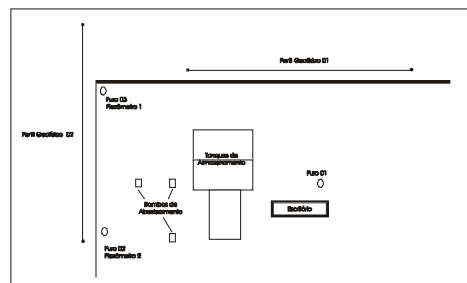 Perfil Geofísico 01
Furo 03
Piezômetro 1
Perfil Geofísico 02
Tanques de
Armazenamento
Furo 01
Bombas de
Abastecimento
Escritório
Furo 02
Piezômetro 2